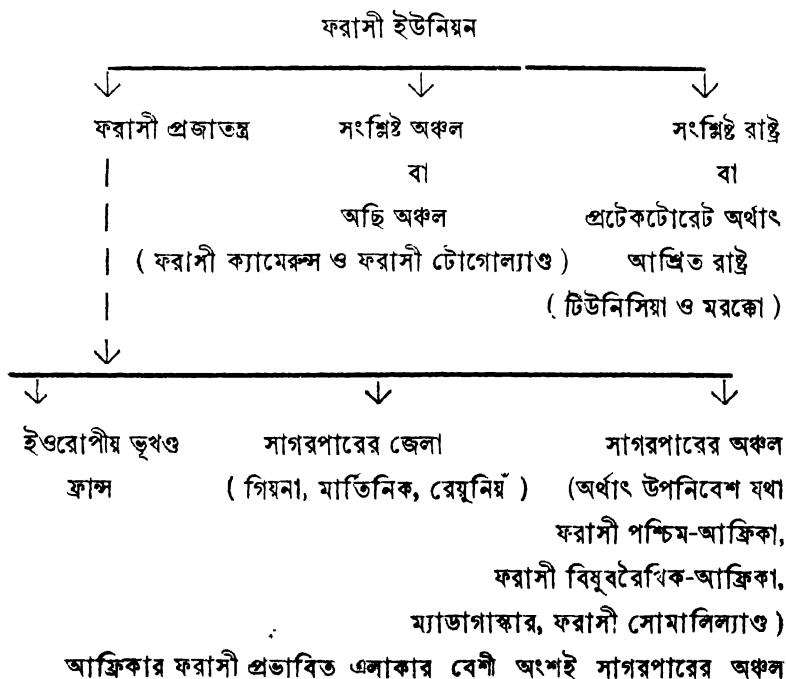 ফরাসী ইউনিয়ন
ফরাসী প্রজাতন্ত্র সংশ্লিষ্ট অঞ্চল সংশ্লিষ্ট রাষ্ট্র
বা বা
অছি অঞ্চল প্রটেকটোরেট অর্থাৎ
( ফরাসী ক্যামেরুন্স ও ফরাসী টোগোল্যাণ্ড ) আশ্রিত রাষ্ট্র
( টিউনিসিয়া ও মরক্কো )
ইওরোপীয় ভূখণ্ড সাগরপারের জেলা সাগরপারের অঞ্চল
ফ্রান্স ( গিয়না, মার্তিনিক, রেয়ুনিয়ঁ ) (অর্থাৎ উপনিবেশ যথা
ফরাসী পশ্চিম-আফ্রিকা,
ফরাসী বিষুবরৈখিক-আফ্রিকা,
ম্যাডাগাস্কার, ফরাসী সোমালিল্যাণ্ড )
আফ্রিকার ফরাসী প্রভাবিত এলাকার বেশী অংশই সাগরপারের অঞ্চল